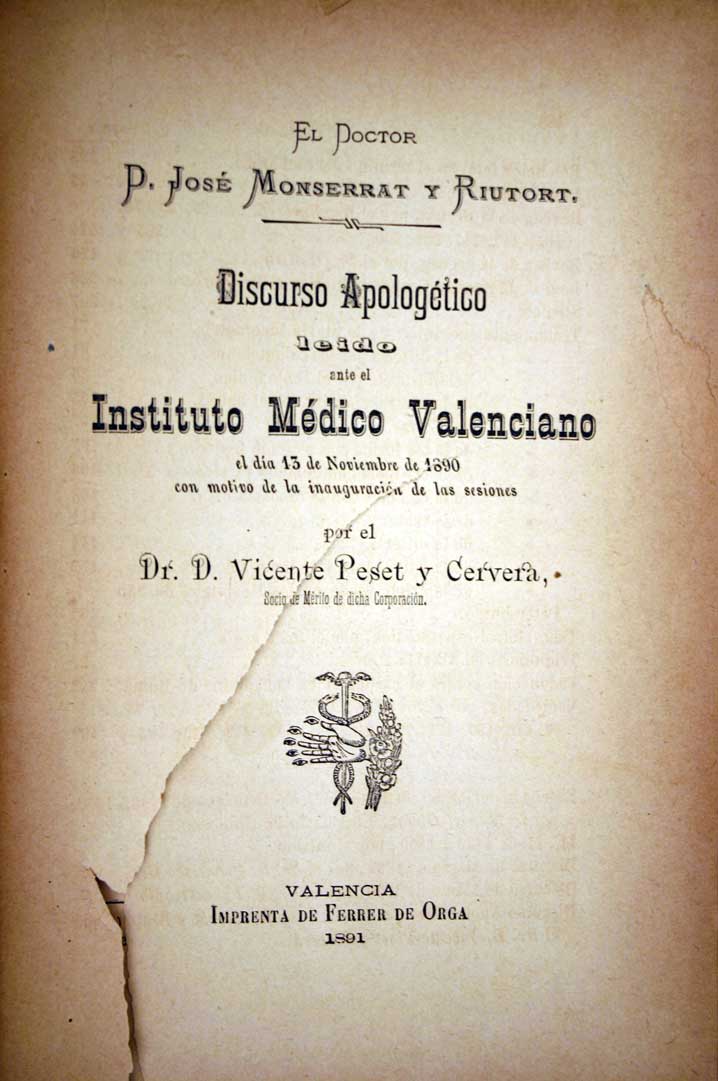 EL DOCTOR
D. JOSÉ MONSERRAT Y RIUTORT.
Discurso Apologético
leido
ante el
Instituto Médico Valenciano
el día 13 de Noviembre de 1890
con motivo de la inauguración de las sesiones
por el
Dr. D. Vicente Peset y Cervera,
Socio de Mérito de dicha Corporación.
VALENCIA
IMPRENTA DE FERRER DE ORGA
1891